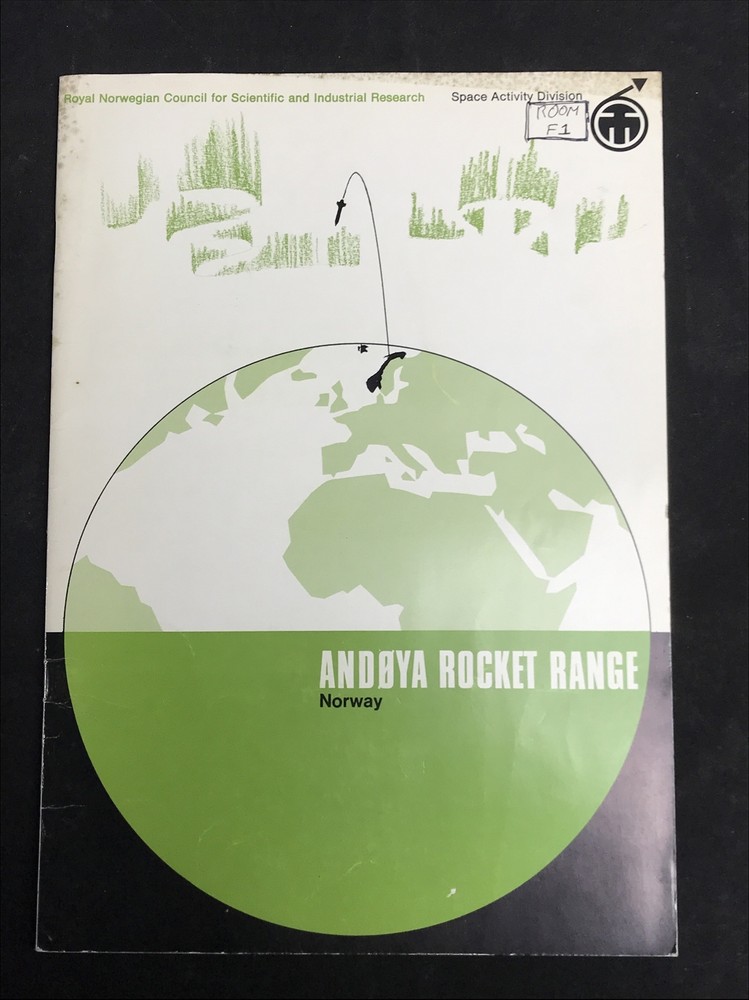 Royal Norwegian Council for Scientific and Industrial Research Space Activity Division
ROOM
F1
ANDØYA ROCKET RANGE
Norway